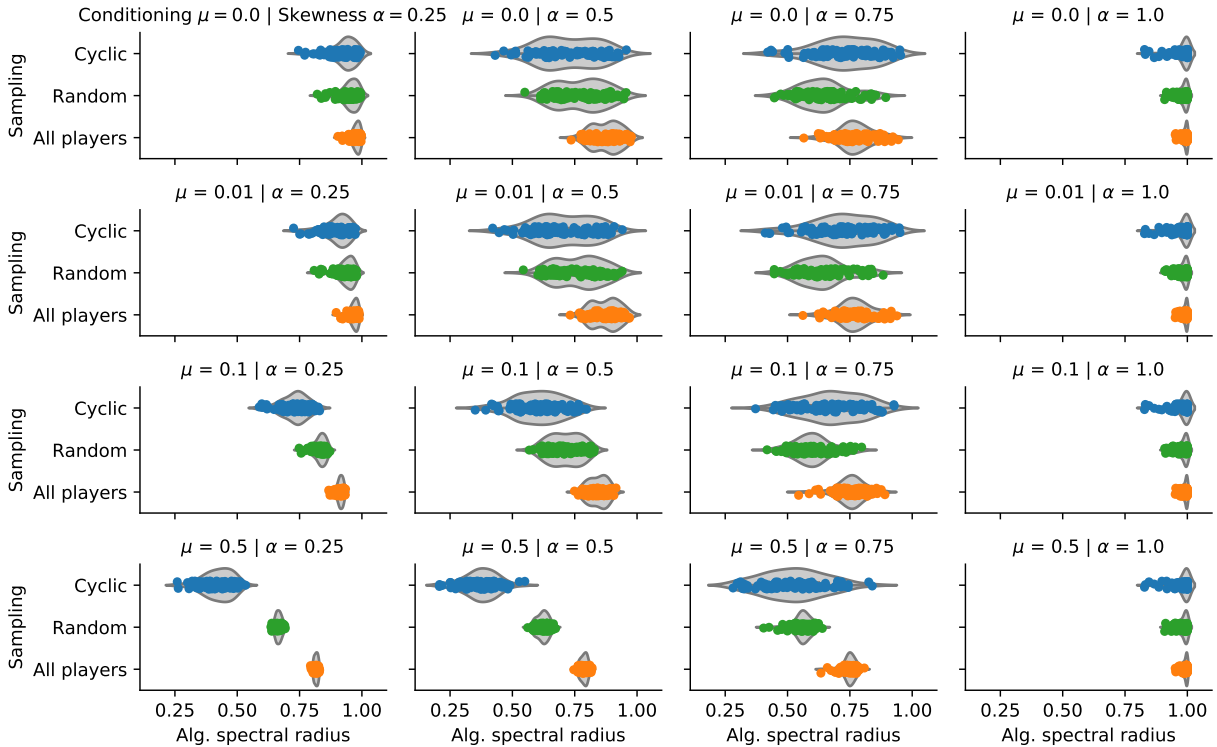 Conditioning μ = 0.0 | Skewness α = 0.25
μ = 0.0 | α = 0.5
μ = 0.0 | α = 0.75
μ = 0.0 | α = 1.0
Sampling
Cyclic
Random
All players
μ = 0.01 | α = 0.25
μ = 0.01 | α = 0.5
μ = 0.01 | α = 0.75
μ = 0.01 | α = 1.0
Sampling
Cyclic
Random
All players
μ = 0.1 | α = 0.25
μ = 0.1 | α = 0.5
μ = 0.1 | α = 0.75
μ = 0.1 | α = 1.0
Sampling
Cyclic
Random
All players
μ = 0.5 | α = 0.25
μ = 0.5 | α = 0.5
μ = 0.5 | α = 0.75
μ = 0.5 | α = 1.0
Sampling
Cyclic
Random
All players
0.25 0.50 0.75 1.00
0.25 0.50 0.75 1.00
0.25 0.50 0.75 1.00
0.25 0.50 0.75 1.00
Alg. spectral radius
Alg. spectral radius
Alg. spectral radius
Alg. spectral radius